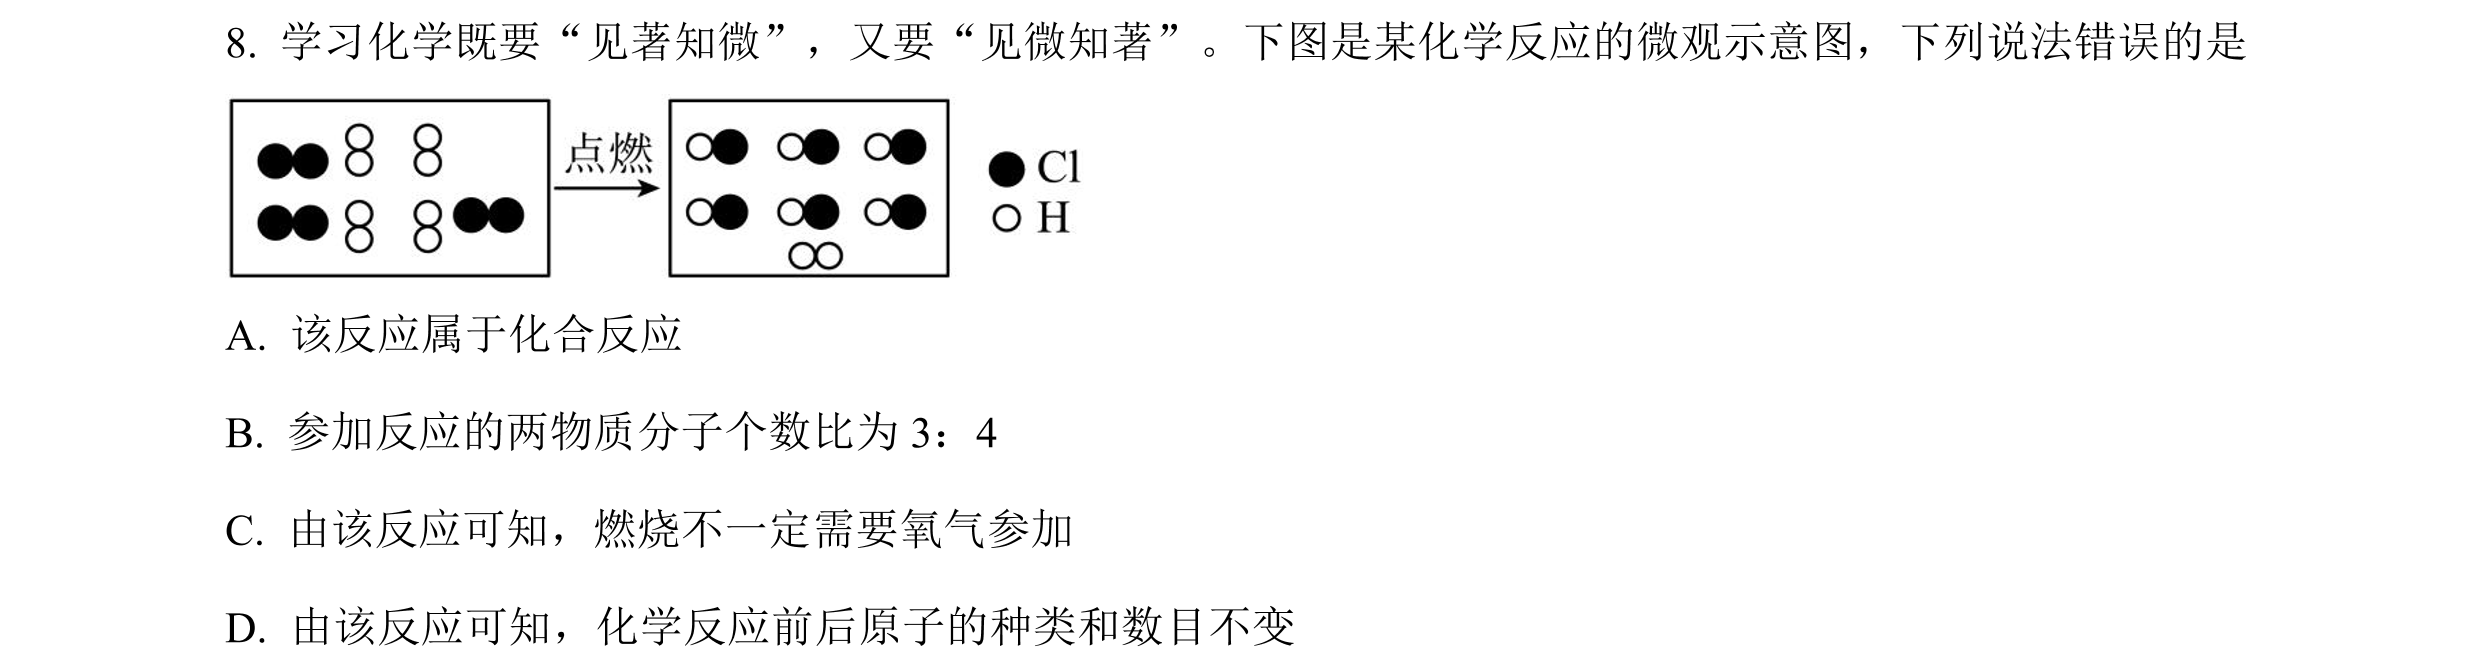 8. 学习化学既要“见著知微”，又要“见微知著”。下图是某化学反应的微观示意图，下列说法错误的是
点燃
Cl
H
A. 该反应属于化合反应
B. 参加反应的两物质分子个数比为 3：4
C. 由该反应可知，燃烧不一定需要氧气参加
D. 由该反应可知，化学反应前后原子的种类和数目不变